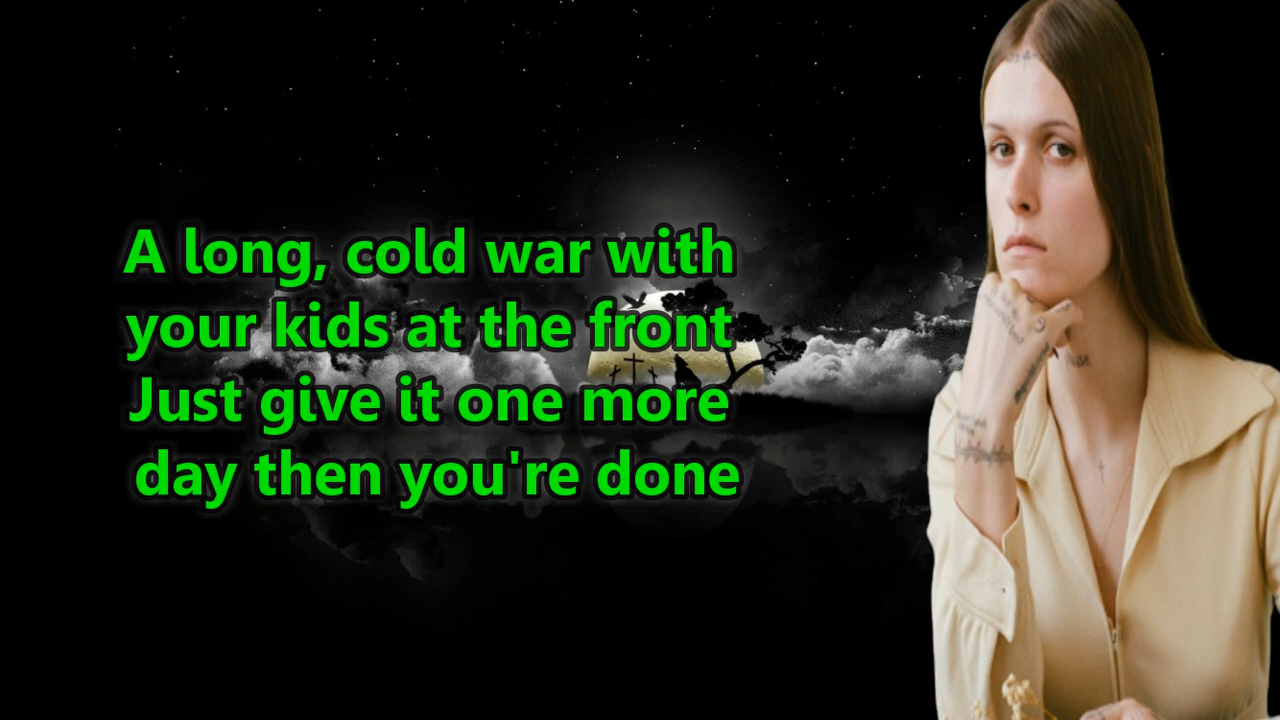 A long, cold war with
your kids at the front
Just give it one more
day then you're done